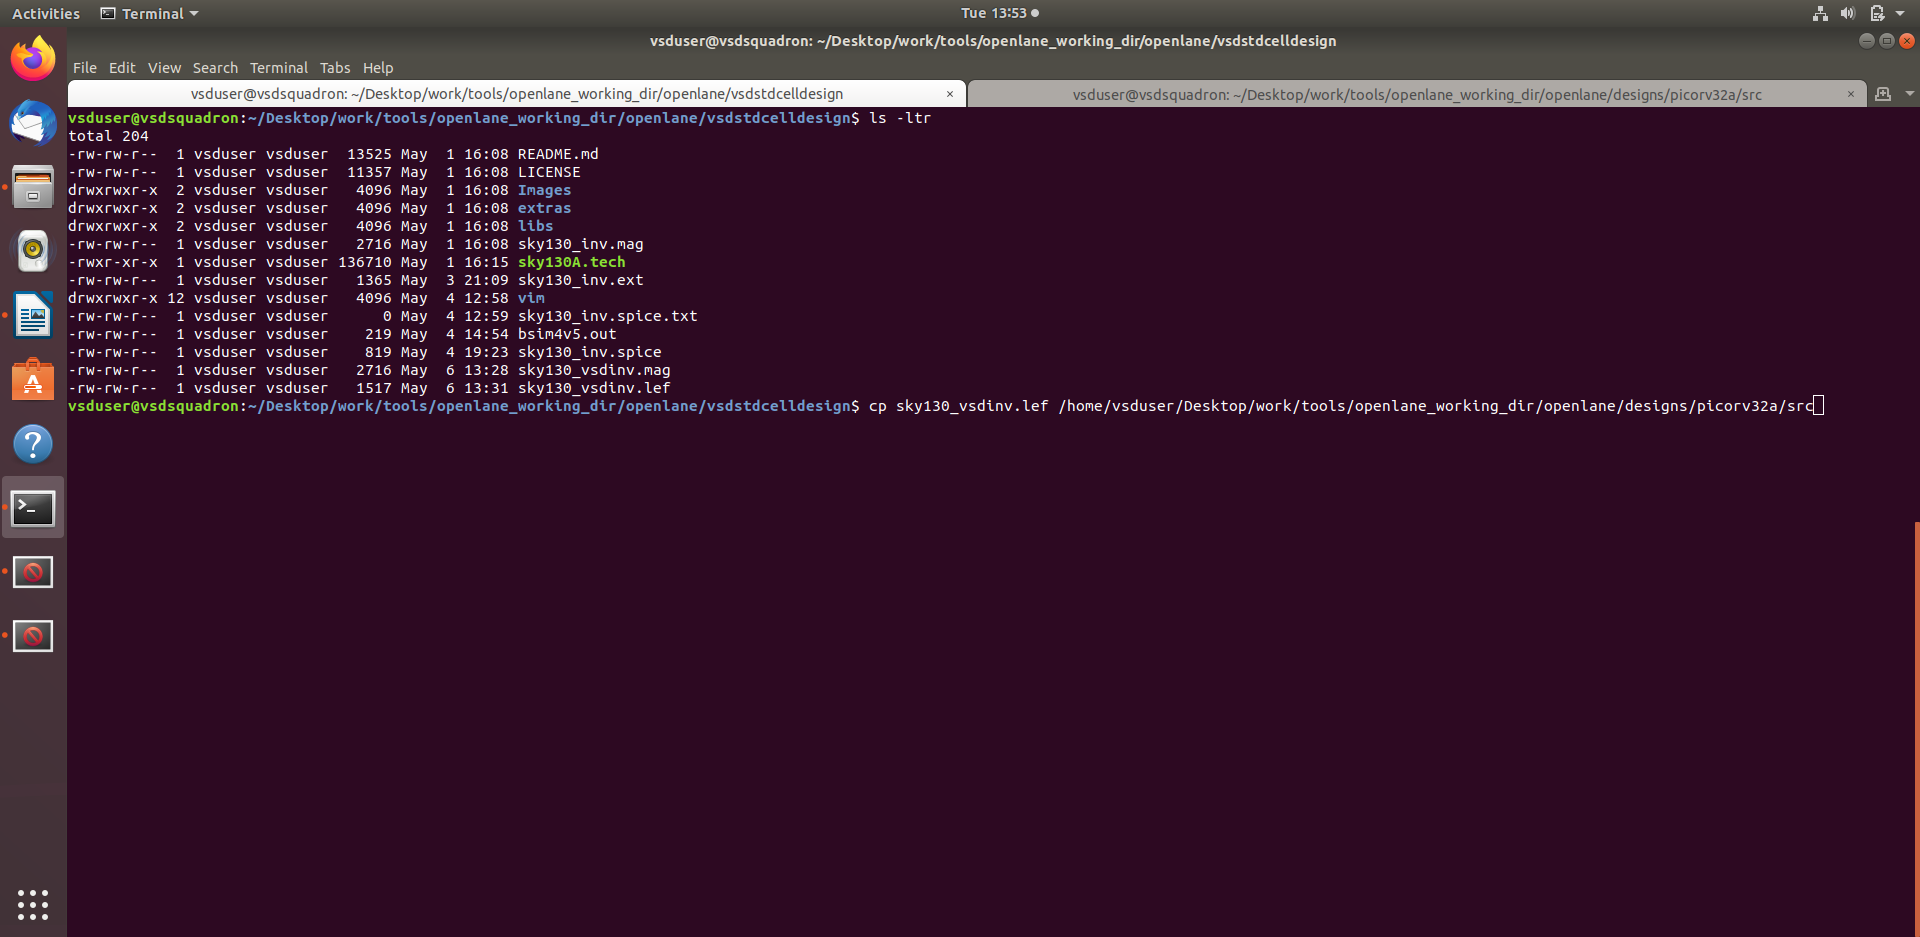 Activities Terminal Tue 13:53
vsduser@vsdsquadron: ~/Desktop/work/tools/openlane_working_dir/openlane/vsdstdcelldesign
File Edit View Search Terminal Tabs Help
vsduser@vsdsquadron: ~/Desktop/work/tools/openlane_working_dir/openlane/vsdstdcelldesign × vsduser@vsdsquadron: ~/Desktop/work/tools/openlane_working_dir/openlane/designs/picorv32a/src ×
vsduser@vsdsquadron:~/Desktop/work/tools/openlane_working_dir/openlane/vsdstdcelldesign$ ls -ltr
total 204
-rw-rw-r--  1 vsduser vsduser  13525 May  1 16:08 README.md
-rw-rw-r--  1 vsduser vsduser  11357 May  1 16:08 LICENSE
drwxrwxr-x  2 vsduser vsduser   4096 May  1 16:08 Images
drwxrwxr-x  2 vsduser vsduser   4096 May  1 16:08 extras
drwxrwxr-x  2 vsduser vsduser   4096 May  1 16:08 libs
-rw-rw-r--  1 vsduser vsduser   2716 May  1 16:08 sky130_inv.mag
-rwxr-xr-x  1 vsduser vsduser 136710 May  1 16:15 sky130A.tech
-rw-rw-r--  1 vsduser vsduser   1365 May  3 21:09 sky130_inv.ext
drwxrwxr-x 12 vsduser vsduser   4096 May  4 12:58 vim
-rw-rw-r--  1 vsduser vsduser      0 May  4 12:59 sky130_inv.spice.txt
-rw-rw-r--  1 vsduser vsduser    219 May  4 14:54 bsim4v5.out
-rw-rw-r--  1 vsduser vsduser    819 May  4 19:23 sky130_inv.spice
-rw-rw-r--  1 vsduser vsduser   2716 May  6 13:28 sky130_vsdinv.mag
-rw-rw-r--  1 vsduser vsduser   1517 May  6 13:31 sky130_vsdinv.lef
vsduser@vsdsquadron:~/Desktop/work/tools/openlane_working_dir/openlane/vsdstdcelldesign$ cp sky130_vsdinv.lef /home/vsduser/Desktop/work/tools/openlane_working_dir/openlane/designs/picorv32a/src